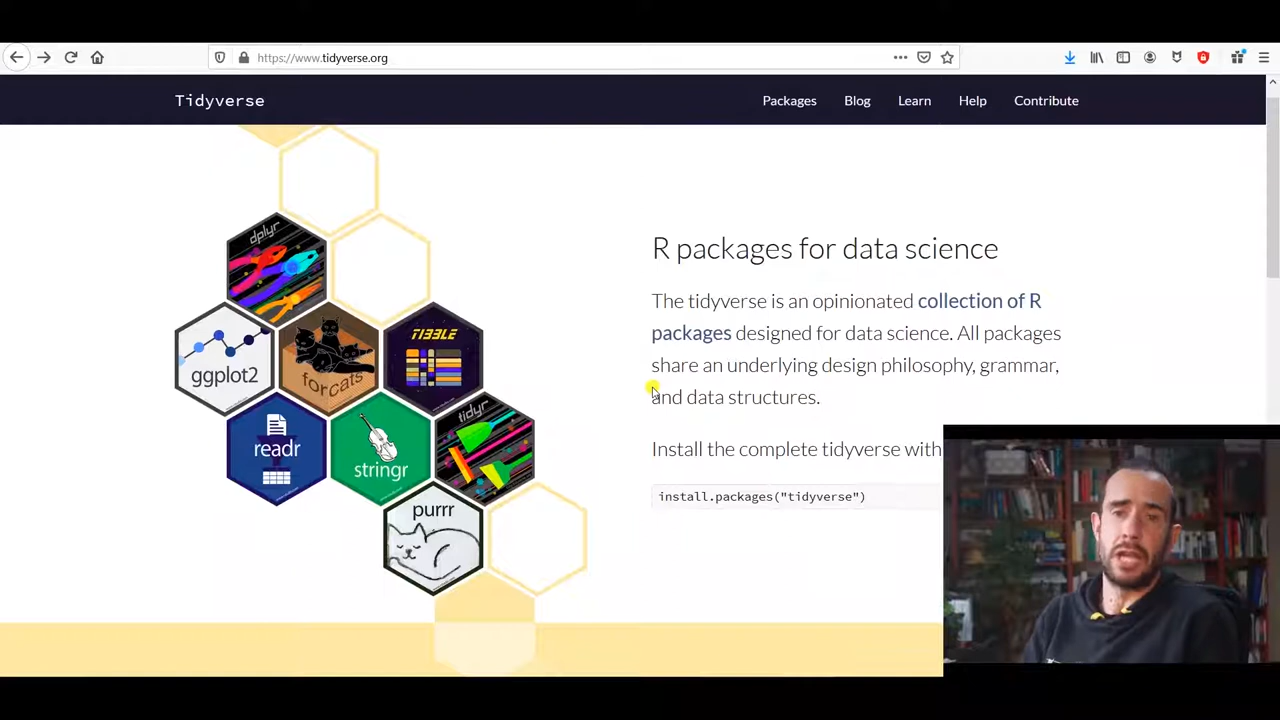 https://www.tidyverse.org
Tidyverse
Packages
Blog
Learn
Help
Contribute
dplyr
ggplot2
forcats
TIBBLE
readr
stringr
tidyr
purrr
R packages for data science
The tidyverse is an opinionated collection of R
packages designed for data science. All packages
share an underlying design philosophy, grammar,
and data structures.
Install the complete tidyverse with
install.packages("tidyverse")